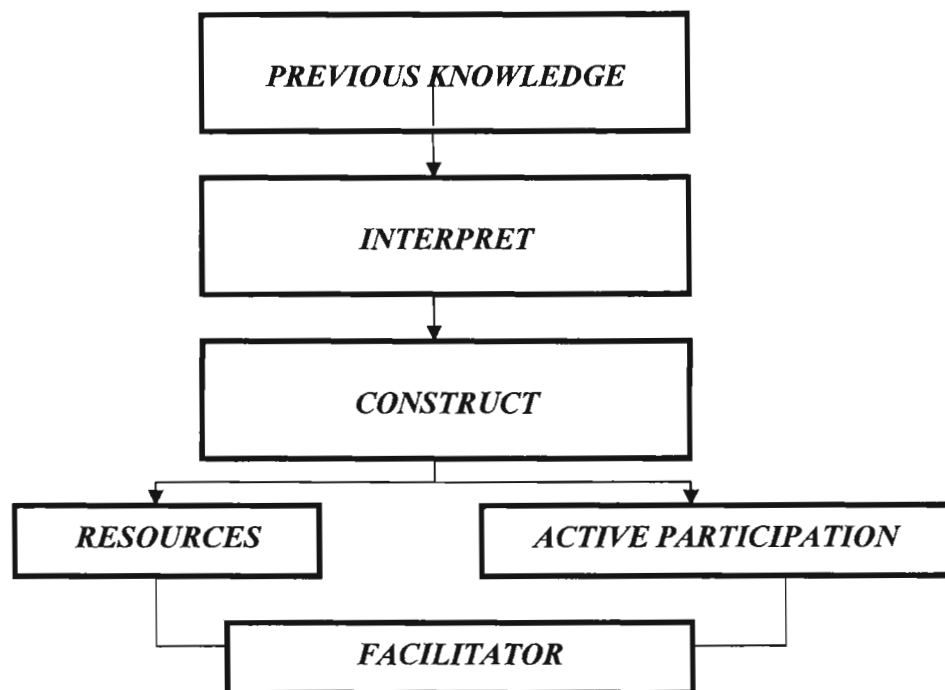 PREVIOUS KNOWLEDGE
INTERPRET
CONSTRUCT
RESOURCES
ACTIVE PARTICIPATION
FACILITATOR